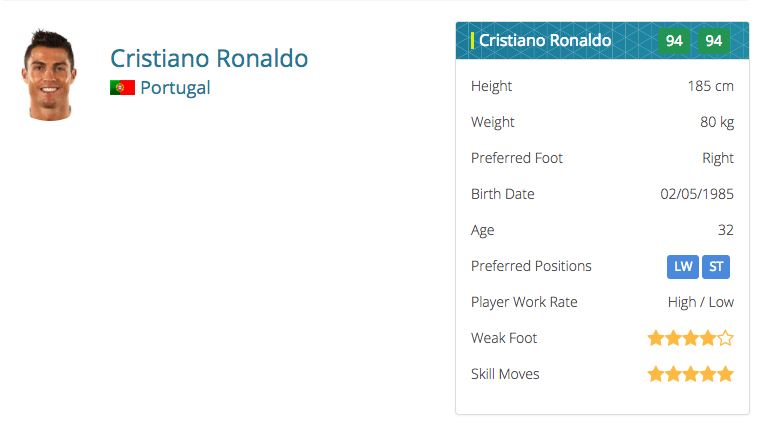 Cristiano Ronaldo
Portugal
Cristiano Ronaldo 94 94
Height 185 cm
Weight 80 kg
Preferred Foot Right
Birth Date 02/05/1985
Age 32
Preferred Positions LW ST
Player Work Rate High / Low
Weak Foot
Skill Moves